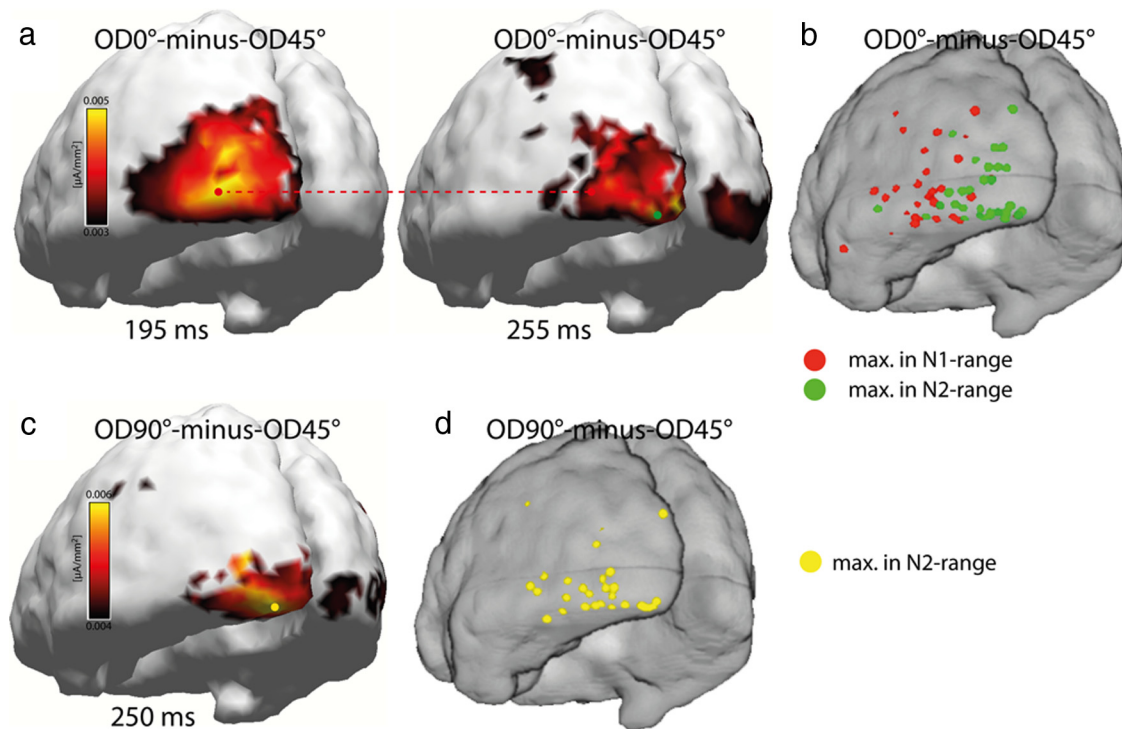 a
OD0°-minus-OD45°
OD0°-minus-OD45°
0.005
[µA/mm²]
0.003
195 ms
255 ms
b
OD0°-minus-OD45°
max. in N1-range
max. in N2-range
c
OD90°-minus-OD45°
0.006
[µA/mm²]
0.004
250 ms
d
OD90°-minus-OD45°
max. in N2-range